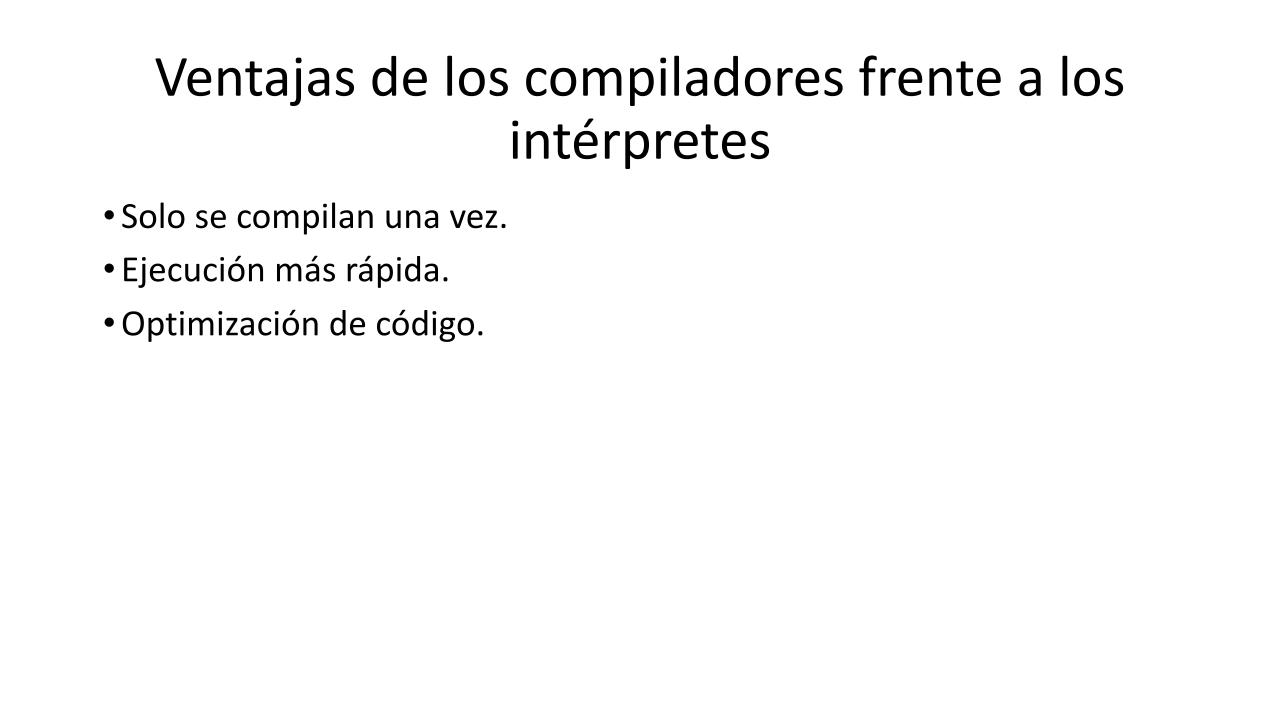 Ventajas de los compiladores frente a los
intérpretes
• Solo se compilan una vez.
• Ejecución más rápida.
• Optimización de código.